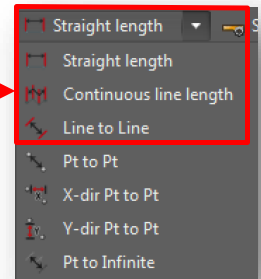 Straight length
Straight length
Continuous line length
Line to Line
Pt to Pt
X-dir Pt to Pt
Y-dir Pt to Pt
Pt to Infinite